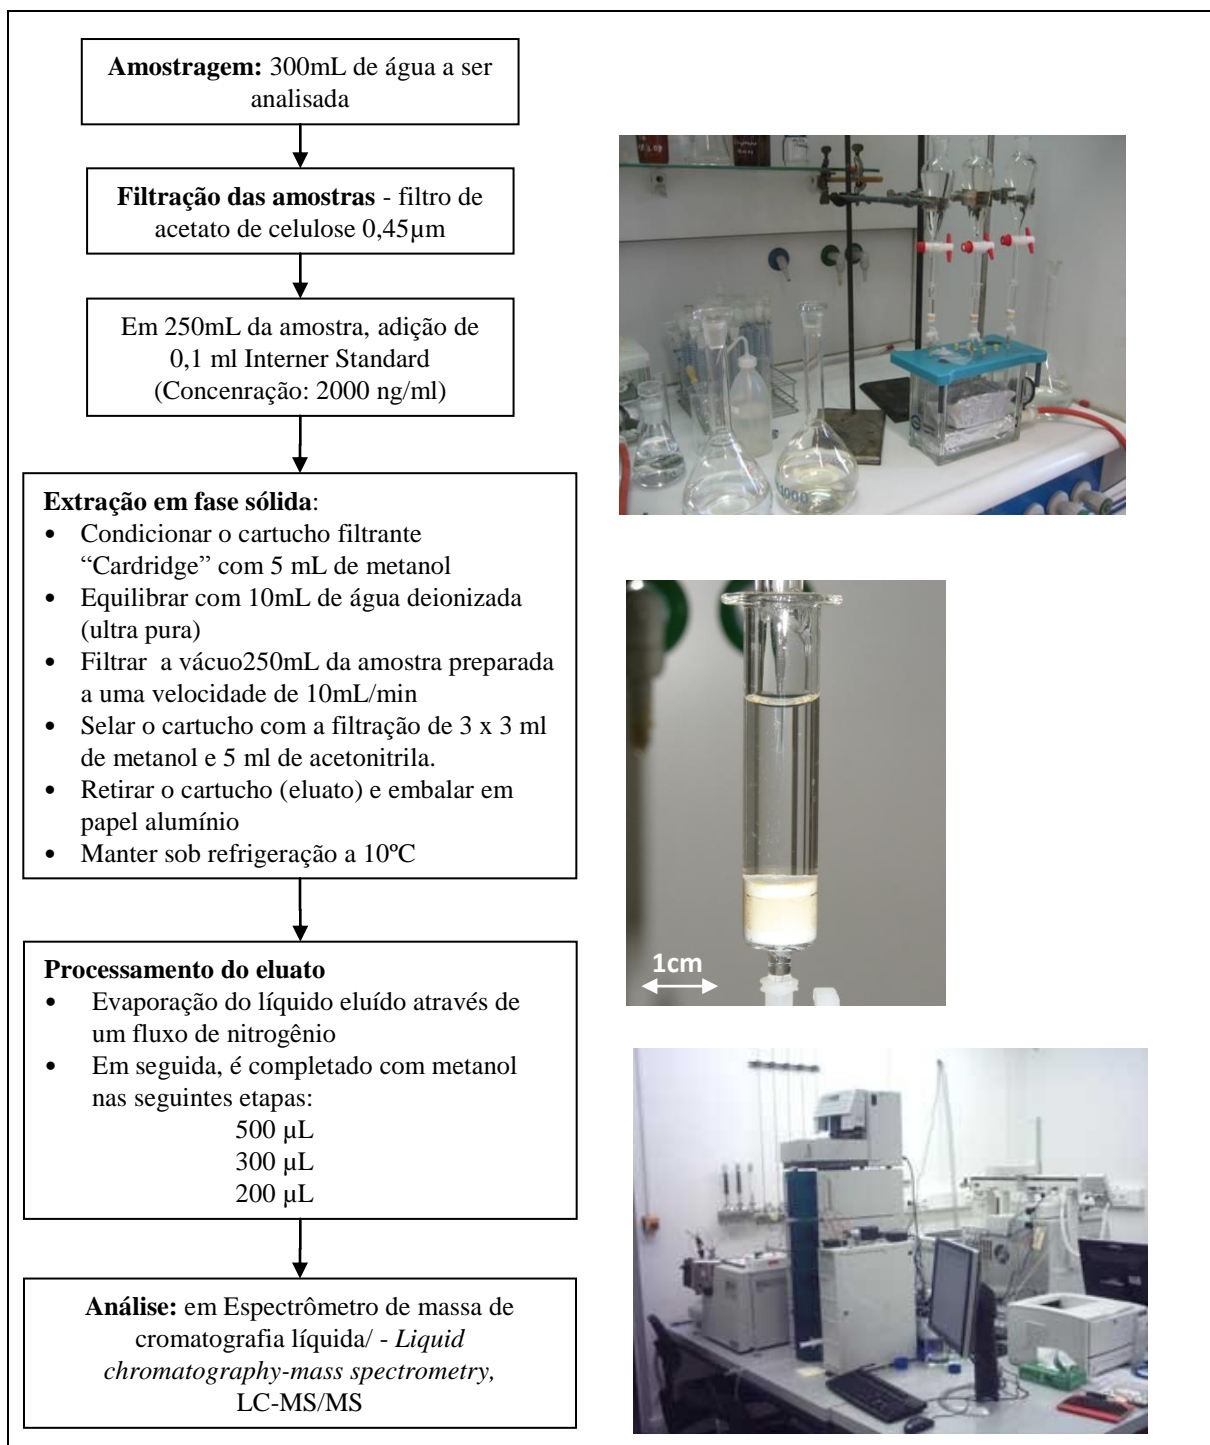 Amostragem: 300mL de água a ser
analisada
Filtração das amostras - filtro de
acetato de celulose 0,45µm
Em 250mL da amostra, adição de
0,1 ml Interner Standard
(Concenração: 2000 ng/ml)
Extração em fase sólida:
• Condicionar o cartucho filtrante
“Cardridge” com 5 mL de metanol
• Equilibrar com 10mL de água deionizada
(ultra pura)
• Filtrar a vácuo250mL da amostra preparada
a uma velocidade de 10mL/min
• Selar o cartucho com a filtração de 3 x 3 ml
de metanol e 5 ml de acetonitrila.
• Retirar o cartucho (eluato) e embalar em
papel alumínio
• Manter sob refrigeração a 10ºC
Processamento do eluato
• Evaporação do líquido eluído através de
um fluxo de nitrogênio
• Em seguida, é completado com metanol
nas seguintes etapas:
500 µL
300 µL
200 µL
Análise: em Espectrômetro de massa de
cromatografia líquida/ - Liquid
chromatography-mass spectrometry,
LC-MS/MS
1000
1cm